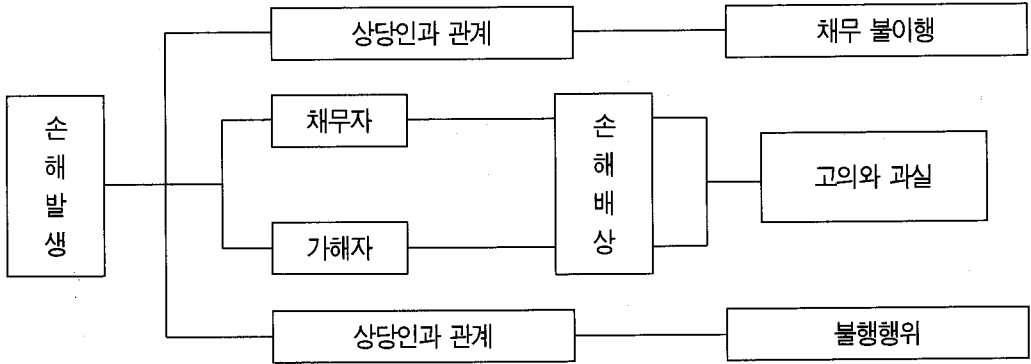 상당인과 관계
채무 불이행
손해발생
채무자
손해배상
고의와 과실
가해자
상당인과 관계
불행행위